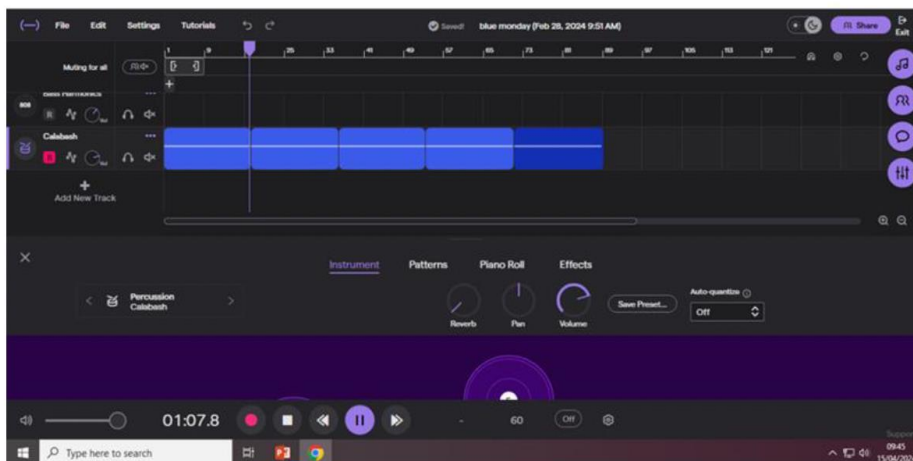 File Edit Settings Tutorials Saved! blue monday (Feb 28, 2024 9:51 AM) Share Exit
1 9 25 33 41 49 57 65 73 81 89 97 105 113 121
Muting for all
Bass Harmonics
808
R
Calabash
R
Add New Track
Instrument Patterns Piano Roll Effects
Percussion
Calabash
Reverb Pan Volume
Save Preset...
Auto-quantize
Off
01:07.8 - 60 Off
Type here to search
09:45